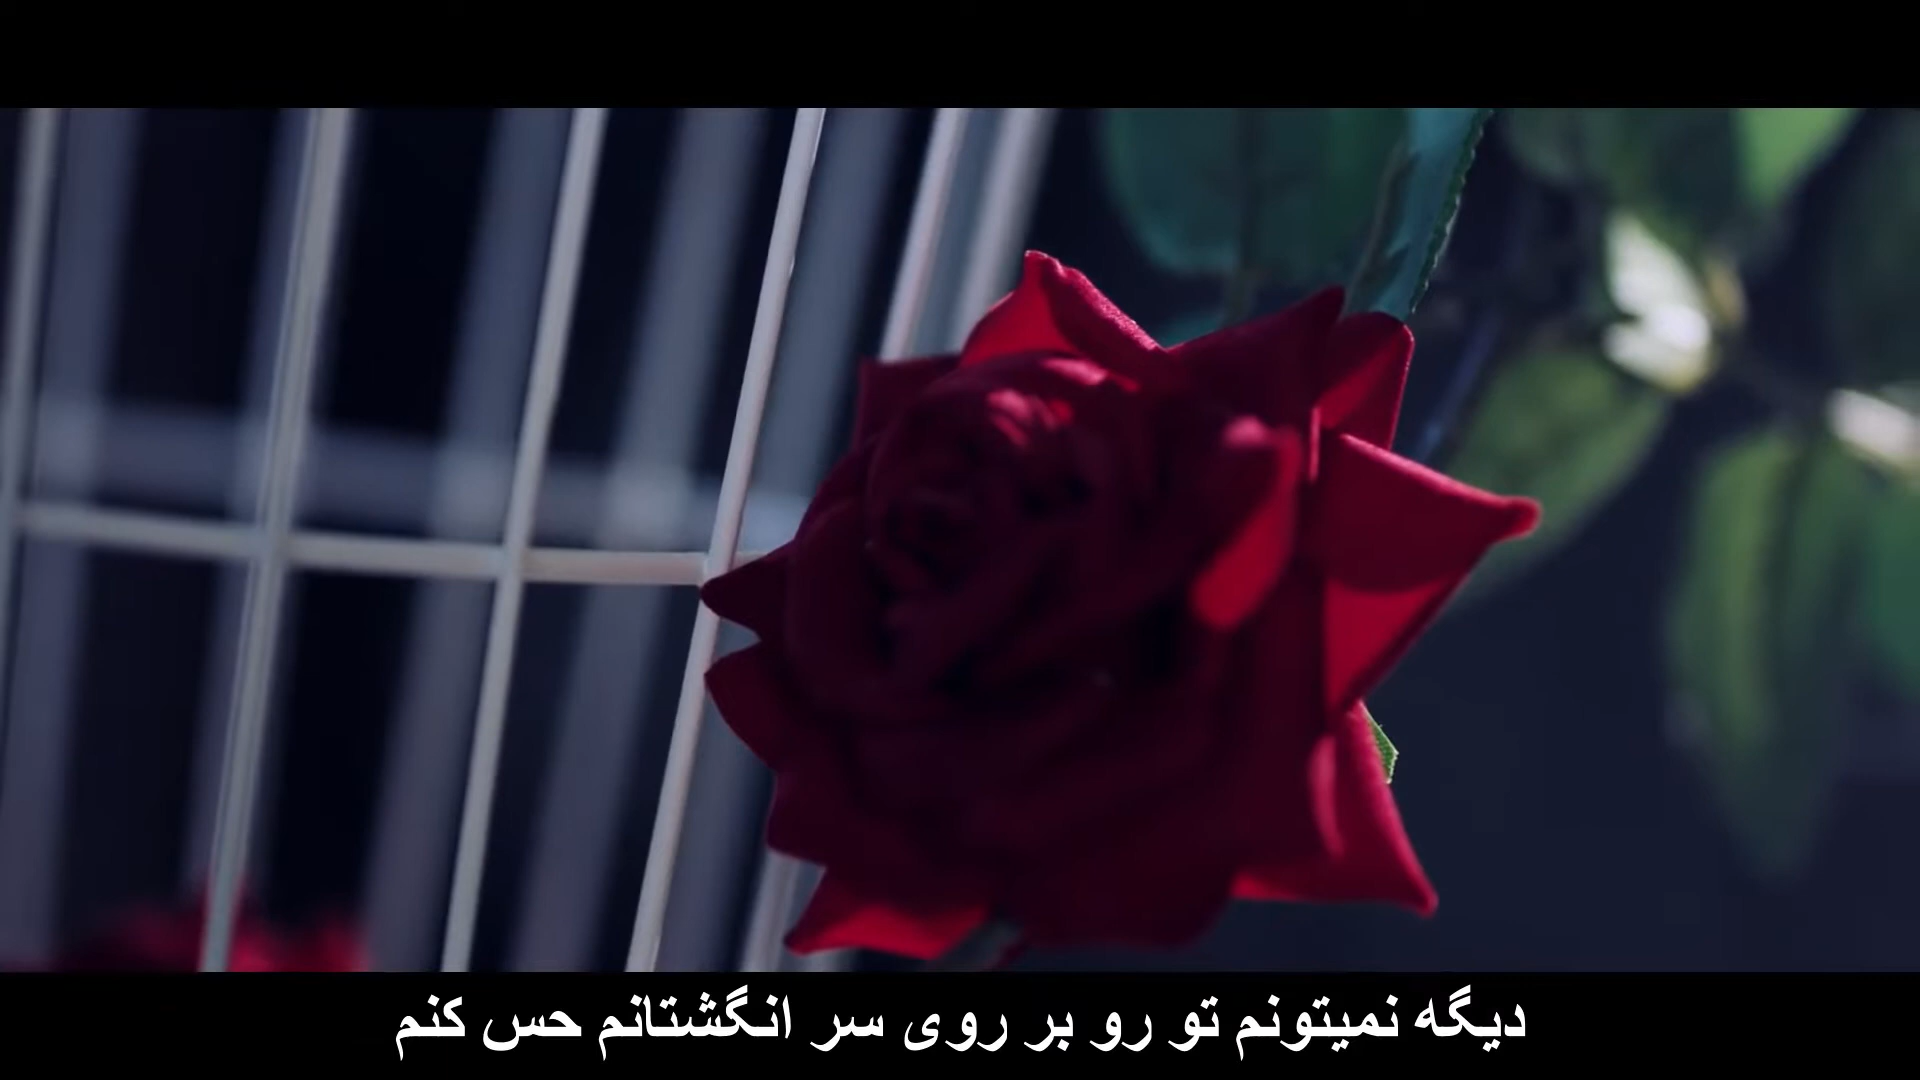 دیگه نمیتونم تو رو بر روی سر انگشتانم حس کنم